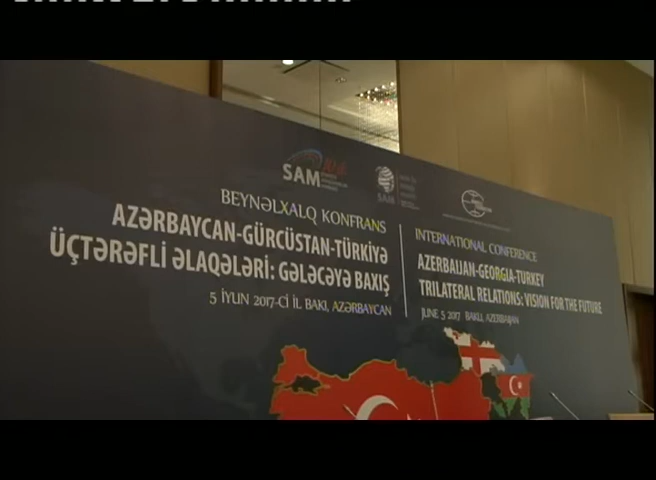 SAM
SAM
BEYNƏLXALQ KONFRANS
AZƏRBAYCAN-GÜRCÜSTAN-TÜRKİYƏ
ÜÇTƏRƏFLİ ƏLAQƏLƏRİ: GƏLƏCƏYƏ BAXIŞ
5 İYUN 2017-Cİ İL BAKI, AZƏRBAYCAN
INTERNATIONAL CONFERENCE
AZERBAIJAN-GEORGIA-TURKEY
TRILATERAL RELATIONS: VISION FOR THE FUTURE
JUNE 5 2017 BAKU, AZERBAIJAN